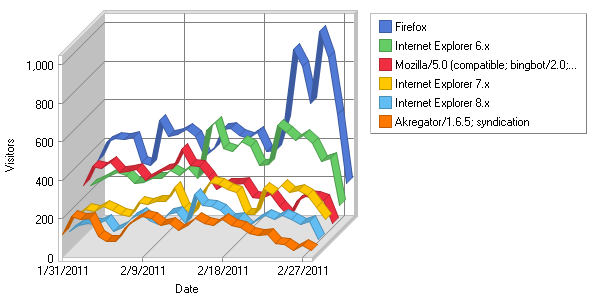 Firefox
Internet Explorer 6.x
Mozilla/5.0 (compatible; bingbot/2.0;...
Internet Explorer 7.x
Internet Explorer 8.x
Akregator/1.6.5; syndication
1,000
800
600
400
200
0
Visitors
1/31/2011 2/9/2011 2/18/2011 2/27/2011
Date